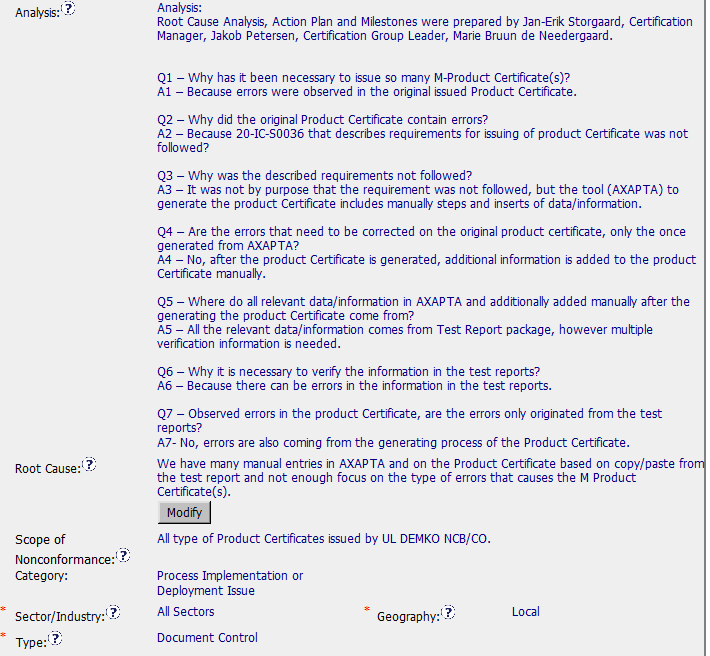 Analysis:?
Analysis:
Root Cause Analysis, Action Plan and Milestones were prepared by Jan-Erik Storgaard, Certification
Manager, Jakob Petersen, Certification Group Leader, Marie Bruun de Needergaard.
Q1 – Why has it been necessary to issue so many M-Product Certificate(s)?
A1 – Because errors were observed in the original issued Product Certificate.
Q2 – Why did the original Product Certificate contain errors?
A2 – Because 20-IC-S0036 that describes requirements for issuing of product Certificate was not
followed?
Q3 – Why was the described requirements not followed?
A3 – It was not by purpose that the requirement was not followed, but the tool (AXAPTA) to
generate the product Certificate includes manually steps and inserts of data/information.
Q4 – Are the errors that need to be corrected on the original product certificate, only the once
generated from AXAPTA?
A4 – No, after the product Certificate is generated, additional information is added to the product
Certificate manually.
Q5 – Where do all relevant data/information in AXAPTA and additionally added manually after the
generating the product Certificate come from?
A5 – All the relevant data/information comes from Test Report package, however multiple
verification information is needed.
Q6 – Why it is necessary to verify the information in the test reports?
A6 – Because there can be errors in the information in the test reports.
Q7 – Observed errors in the product Certificate, are the errors only originated from the test
reports?
A7- No, errors are also coming from the generating process of the Product Certificate.
Root Cause:?
We have many manual entries in AXAPTA and on the Product Certificate based on copy/paste from
the test report and not enough focus on the type of errors that causes the M Product
Certificate(s).
Modify
Scope of
Nonconformance:?
All type of Product Certificates issued by UL DEMKO NCB/CO.
Category:
Process Implementation or
Deployment Issue
* Sector/Industry:? All Sectors * Geography:? Local
* Type:? Document Control